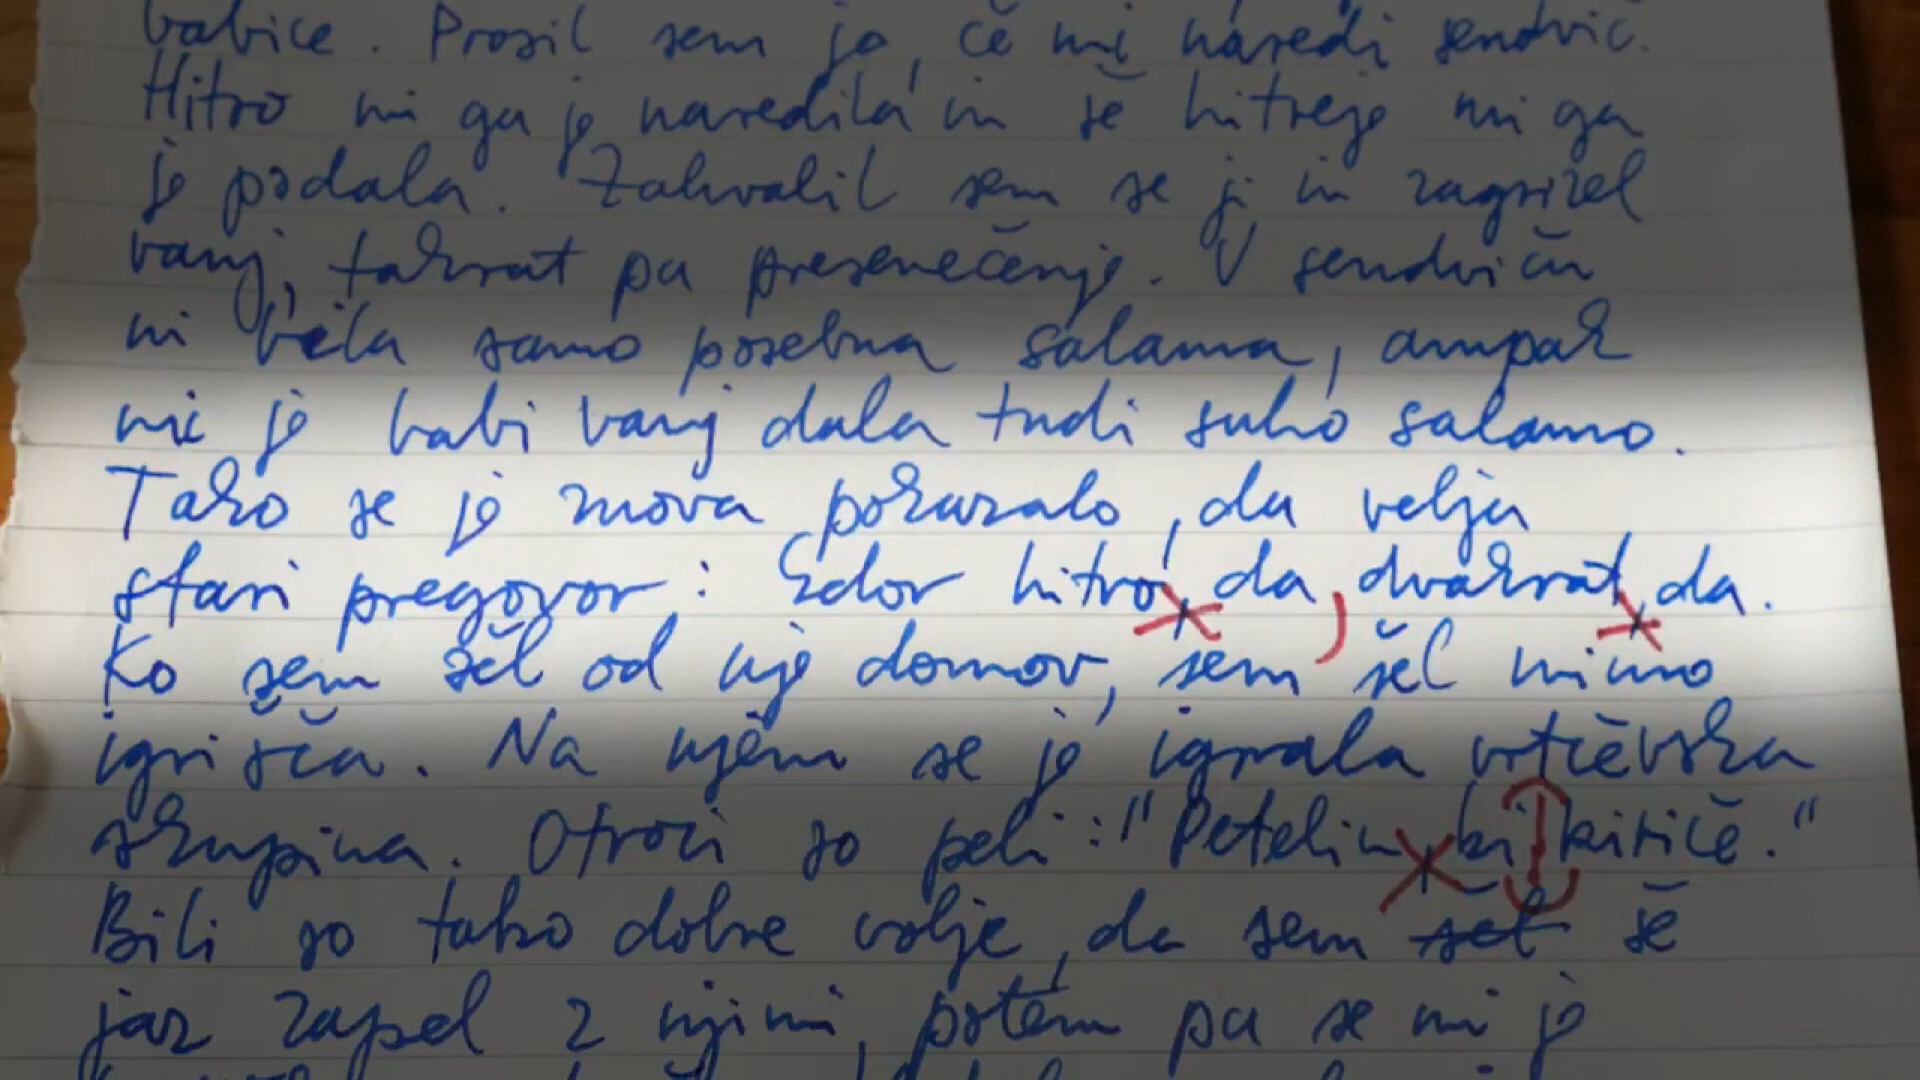 babice. Prosil sem jo, če mi naredi sendvič.
Hitro mi ga je naredila in še hitreje mi ga
je podala. Zahvalil sem se ji in zagrizel
vanj, takrat pa presenečenje. V sendviču
ni bila samo posebna salama, ampak
mi je babi vanj dala tudi suho salamo.
Tako se je znova pokazalo, da velja
stari pregovor: Kdor hitro, da, dvakrat, da.
Ko sem šel od nje domov, sem šel mimo
igrišča. Na njem se je igrala vrtčevska
skupina. Otroci so peli: "Petelin, ki kikiriče."
Bili so tako dobre volje, da sem šel še
jaz zapel z njimi, potem pa se mi je